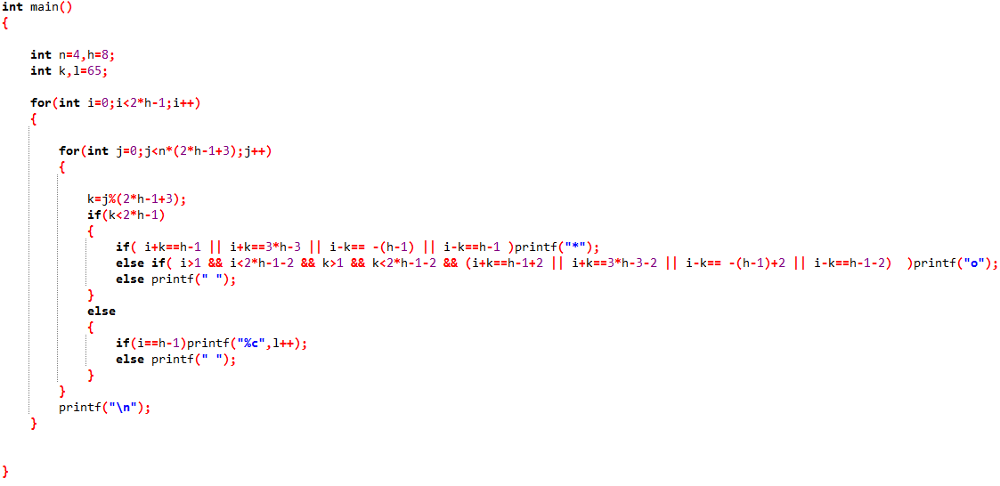 int main()
{
int n=4,h=8;
int k,l=65;
for(int i=0;i<2*h-1;i++)
{
for(int j=0;j<n*(2*h-1+3);j++)
{
k=j%(2*h-1+3);
if(k<2*h-1)
{
if( i+k==h-1 || i+k==3*h-3 || i-k== -(h-1) || i-k==h-1 )printf("*");
else if( i>1 && i<2*h-1-2 && k>1 && k<2*h-1-2 && (i+k==h-1+2 || i+k==3*h-3-2 || i-k== -(h-1)+2 || i-k==h-1-2)  )printf("o");
else printf(" ");
}
else
{
if(i==h-1)printf("%c",l++);
else printf(" ");
}
}
printf("\n");
}
}